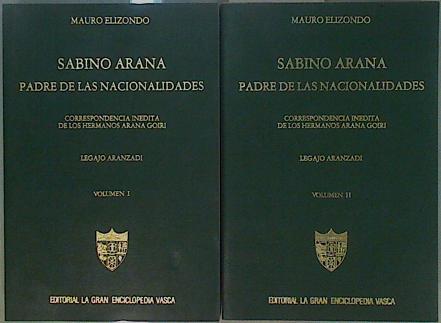 MAURO ELIZONDO
SABINO ARANA
PADRE DE LAS NACIONALIDADES
CORRESPONDENCIA INEDITA
DE LOS HERMANOS ARANA GOIRI
LEGAJO ARANZADI
VOLUMEN I
EDITORIAL LA GRAN ENCICLOPEDIA VASCA
MAURO ELIZONDO
SABINO ARANA
PADRE DE LAS NACIONALIDADES
CORRESPONDENCIA INEDITA
DE LOS HERMANOS ARANA GOIRI
LEGAJO ARANZADI
VOLUMEN II
EDITORIAL LA GRAN ENCICLOPEDIA VASCA